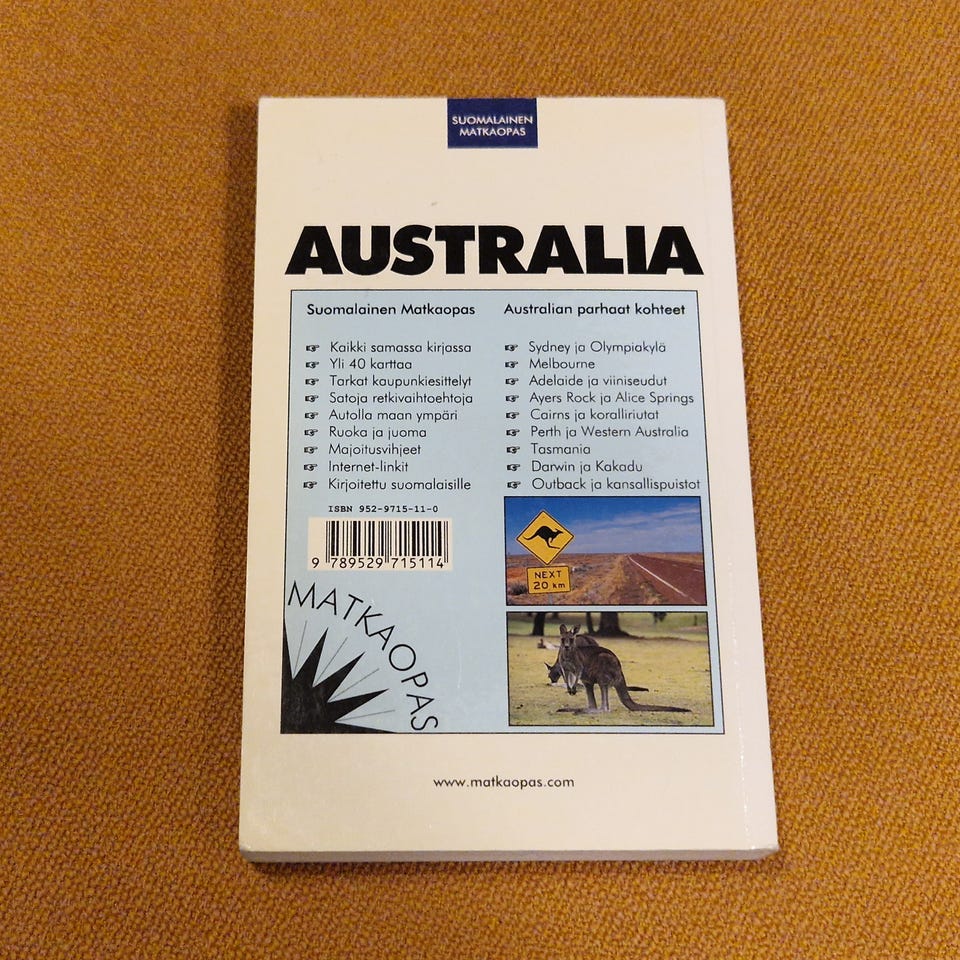 SUOMALAINEN
MATKAOPAS
AUSTRALIA
Suomalainen Matkaopas
Kaikki samassa kirjassa
Yli 40 karttaa
Tarkat kaupunkiesittelyt
Satoja retkivaihtoehtoja
Autolla maan ympäri
Ruoka ja juoma
Majoitusvihjeet
Internet-linkit
Kirjoitettu suomalaisille
ISBN 952-9715-11-0
9 789529 715114
MATKAOPAS
Australian parhaat kohteet
Sydney ja Olympiakylä
Melbourne
Adelaide ja viiniseudut
Ayers Rock ja Alice Springs
Cairns ja koralliriutat
Perth ja Western Australia
Tasmania
Darwin ja Kakadu
Outback ja kansallispuistot
NEXT
20 km
www.matkaopas.com